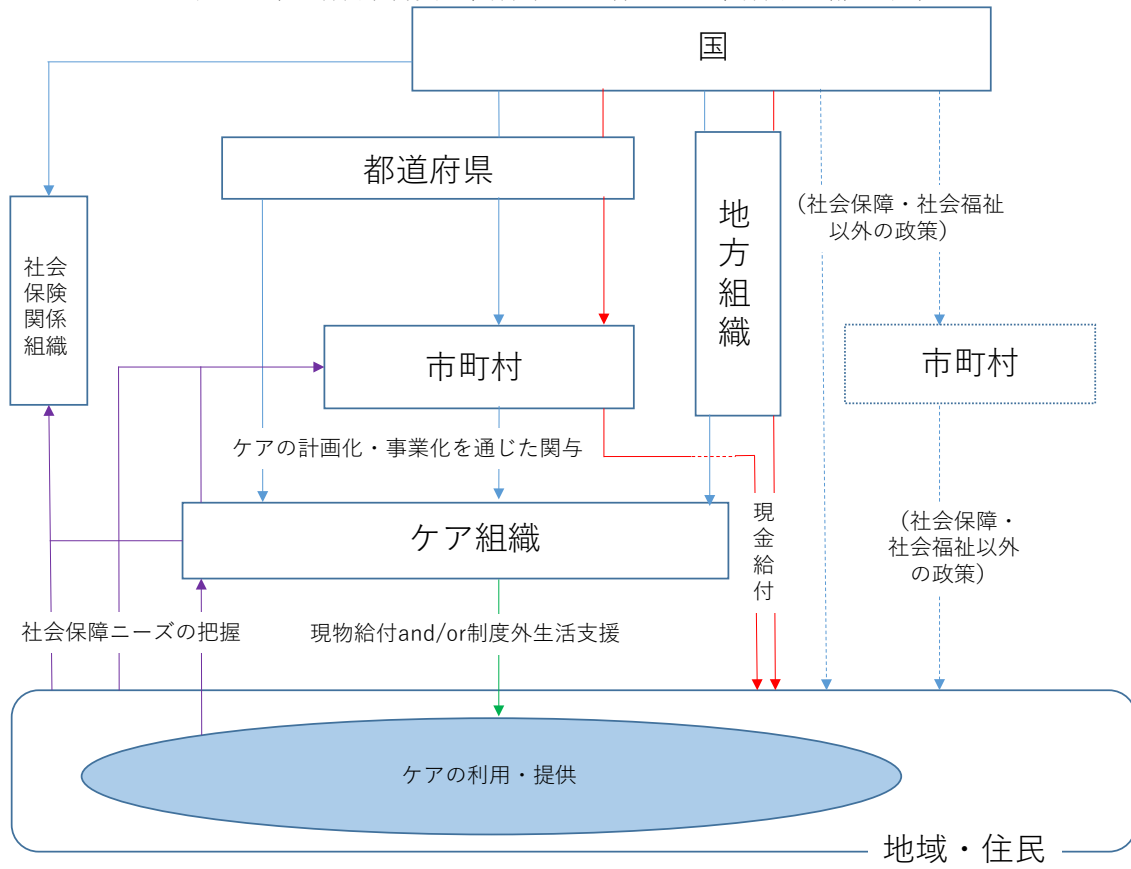 国
都道府県
地
方
組
織
(社会保障・社会福祉
以外の政策)
社会
保険
関係
組織
市町村
市町村
ケアの計画化・事業化を通じた関与
ケア組織
現
金
給
付
(社会保障・
社会福祉以外
の政策)
社会保障ニーズの把握
現物給付and/or制度外生活支援
ケアの利用・提供
地域・住民